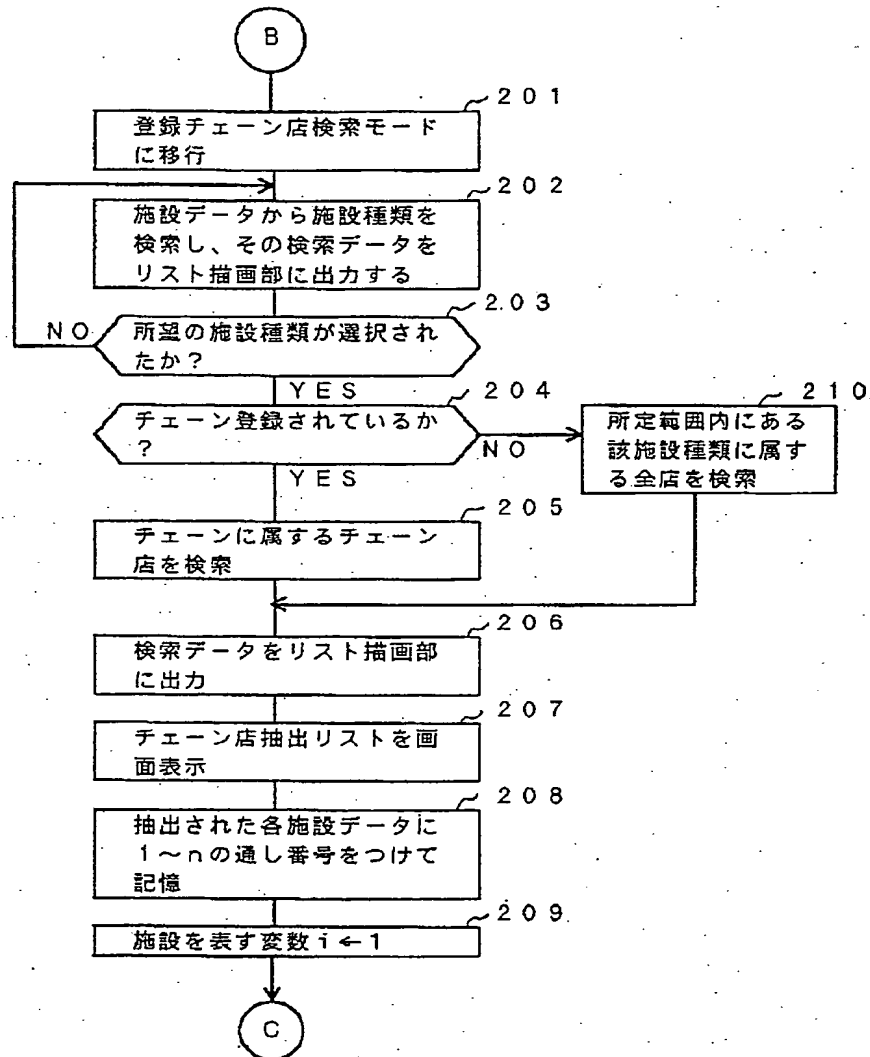 B
201
登録チェーン店検索モード
に移行
202
施設データから施設種類を
検索し、その検索データを
リスト描画部に出力する
203
NO
所望の施設種類が選択され
たか?
YES
204
チェーン登録されているか
?
NO
YES
210
所定範囲内にある
該施設種類に属す
る全店を検索
205
チェーンに属するチェーン
店を検索
206
検索データをリスト描画部
に出力
207
チェーン店抽出リストを画
面表示
208
抽出された各施設データに
1~nの通し番号をつけて
記憶
209
施設を表す変数i←1
C